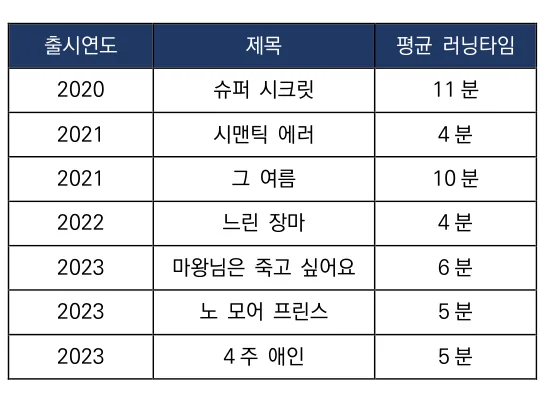 출시연도 제목 평균 러닝타임
2020 슈퍼 시크릿 11분
2021 시맨틱 에러 4분
2021 그 여름 10분
2022 느린 장마 4분
2023 마왕님은 죽고 싶어요 6분
2023 노 모어 프린스 5분
2023 4주 애인 5분